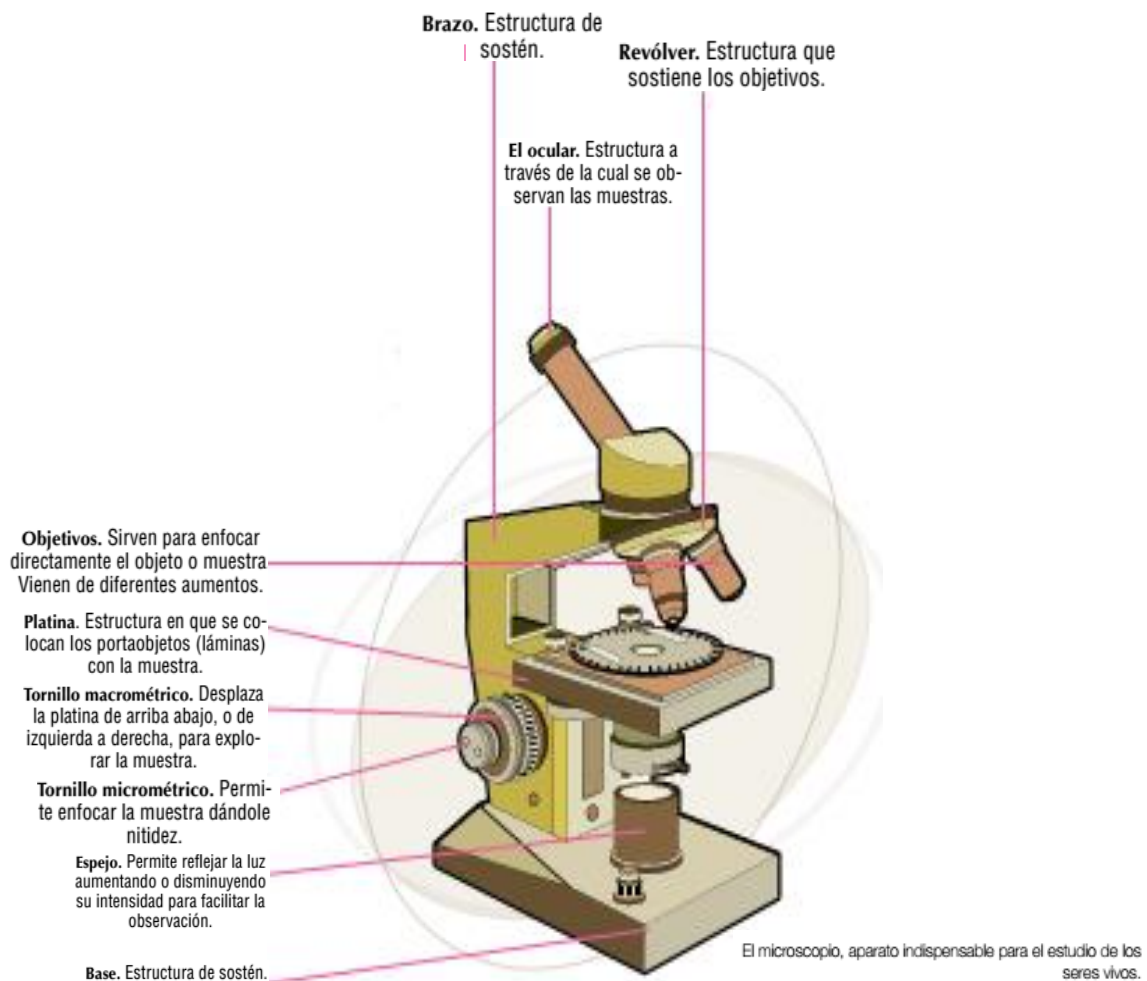 Brazo. Estructura de
sostén.
Revólver. Estructura que
sostiene los objetivos.
El ocular. Estructura a
través de la cual se ob-
servan las muestras.
Objetivos. Sirven para enfocar
directamente el objeto o muestra
Vienen de diferentes aumentos.
Platina. Estructura en que se co-
locan los portaobjetos (láminas)
con la muestra.
Tornillo macrométrico. Desplaza
la platina de arriba abajo, o de
izquierda a derecha, para explo-
rar la muestra.
Tornillo micrométrico. Permi-
te enfocar la muestra dándole
nitidez.
Espejo. Permite reflejar la luz
aumentando o disminuyendo
su intensidad para facilitar la
observación.
Base. Estructura de sostén.
El microscopio, aparato indispensable para el estudio de los
seres vivos.